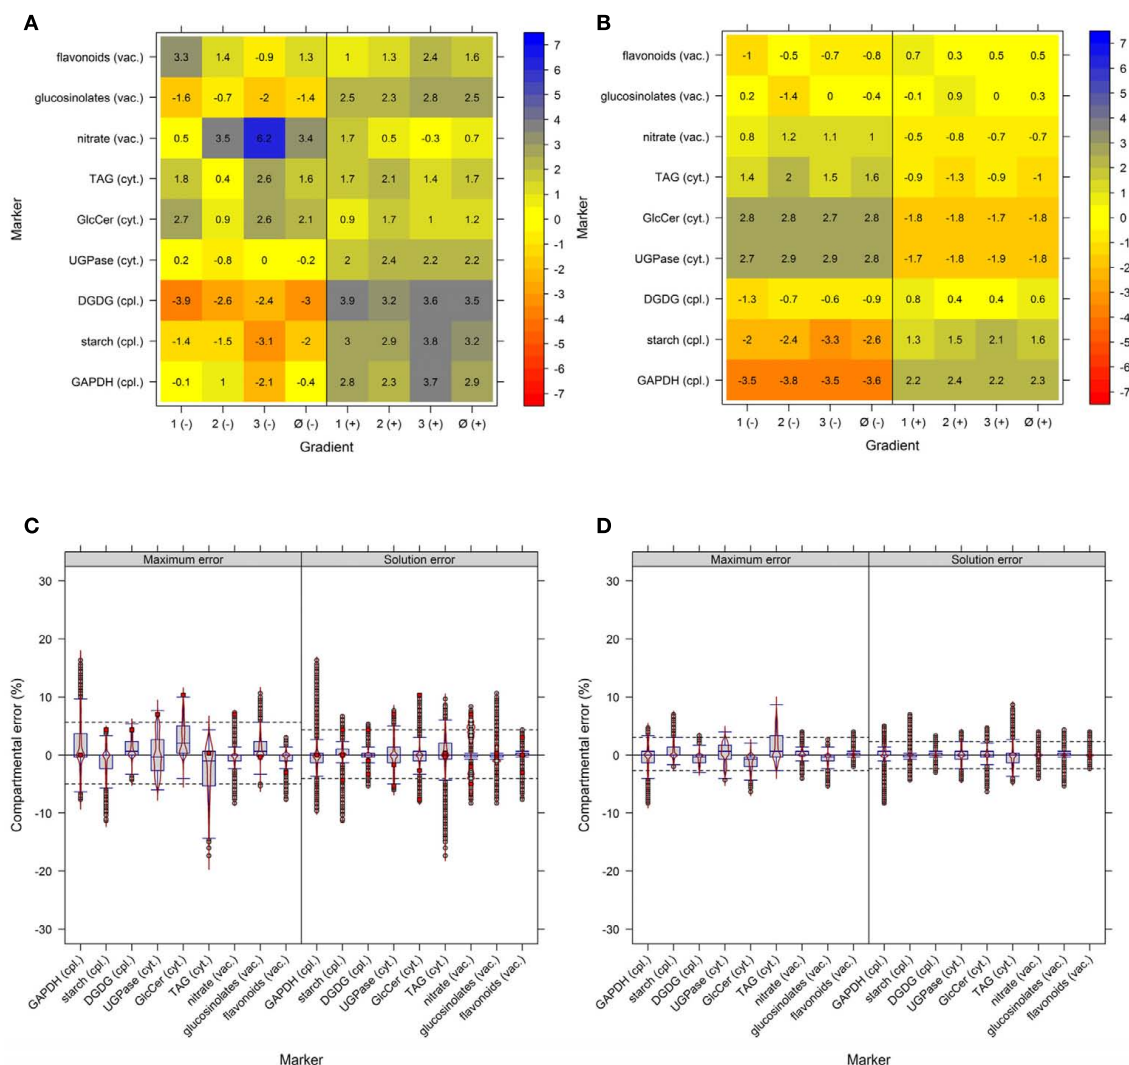 A
flavonoids (vac.) 3.3 1.4 -0.9 1.3 1 1.3 2.4 1.6
glucosinolates (vac.) -1.6 -0.7 -2 -1.4 2.5 2.3 2.8 2.5
nitrate (vac.) 0.5 3.5 6.2 3.4 1.7 0.5 -0.3 0.7
TAG (cyt.) 1.8 0.4 2.6 1.6 1.7 2.1 1.4 1.7
GlcCer (cyt.) 2.7 0.9 2.6 2.1 0.9 1.7 1 1.2
UGPase (cyt.) 0.2 -0.8 0 -0.2 2 2.4 2.2 2.2
DGDG (cpl.) -3.9 -2.6 -2.4 -3 3.9 3.2 3.6 3.5
starch (cpl.) -1.4 -1.5 -3.1 -2 3 2.9 3.8 3.2
GAPDH (cpl.) -0.1 1 -2.1 -0.4 2.8 2.3 3.7 2.9
1 (-) 2 (-) 3 (-) Ø (-) 1 (+) 2 (+) 3 (+) Ø (+)
Gradient
Marker
7
6
5
4
3
2
1
0
-1
-2
-3
-4
-5
-6
-7
B
flavonoids (vac.) -1 -0.5 -0.7 -0.8 0.7 0.3 0.5 0.5
glucosinolates (vac.) 0.2 -1.4 0 -0.4 -0.1 0.9 0 0.3
nitrate (vac.) 0.8 1.2 1.1 1 -0.5 -0.8 -0.7 -0.7
TAG (cyt.) 1.4 2 1.5 1.6 -0.9 -1.3 -0.9 -1
GlcCer (cyt.) 2.8 2.8 2.7 2.8 -1.8 -1.8 -1.7 -1.8
UGPase (cyt.) 2.7 2.9 2.9 2.8 -1.7 -1.8 -1.9 -1.8
DGDG (cpl.) -1.3 -0.7 -0.6 -0.9 0.8 0.4 0.4 0.6
starch (cpl.) -2 -2.4 -3.3 -2.6 1.3 1.5 2.1 1.6
GAPDH (cpl.) -3.5 -3.8 -3.5 -3.6 2.2 2.4 2.2 2.3
1 (-) 2 (-) 3 (-) Ø (-) 1 (+) 2 (+) 3 (+) Ø (+)
Gradient
Marker
7
6
5
4
3
2
1
0
-1
-2
-3
-4
-5
-6
-7
C
Maximum error Solution error
30
20
10
0
-10
-20
-30
Compartmental error (%)
GAPDH (cpl.) starch (cpl.) DGDG (cpl.) UGPase (cyt.) GlcCer (cyt.) TAG (cyt.) nitrate (vac.) glucosinolates (vac.) flavonoids (vac.) GAPDH (cpl.) starch (cpl.) DGDG (cpl.) UGPase (cyt.) GlcCer (cyt.) TAG (cyt.) nitrate (vac.) glucosinolates (vac.) flavonoids (vac.)
Marker
D
Maximum error Solution error
30
20
10
0
-10
-20
-30
Compartmental error (%)
GAPDH (cpl.) starch (cpl.) DGDG (cpl.) UGPase (cyt.) GlcCer (cyt.) TAG (cyt.) nitrate (vac.) glucosinolates (vac.) flavonoids (vac.) GAPDH (cpl.) starch (cpl.) DGDG (cpl.) UGPase (cyt.) GlcCer (cyt.) TAG (cyt.) nitrate (vac.) glucosinolates (vac.) flavonoids (vac.)
Marker